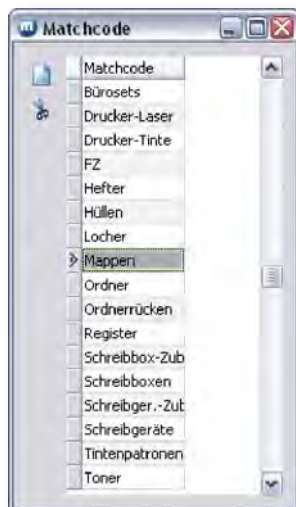 Matchcode
Matchcode
Bürosets
Drucker-Laser
Drucker-Tinte
FZ
Hefter
Hüllen
Locher
Mappen
Ordner
Ordnerrücken
Register
Schreibbox-Zub
Schreibboxen
Schreibger.-Zub
Schreibgeräte
Tintenpatronen
Toner